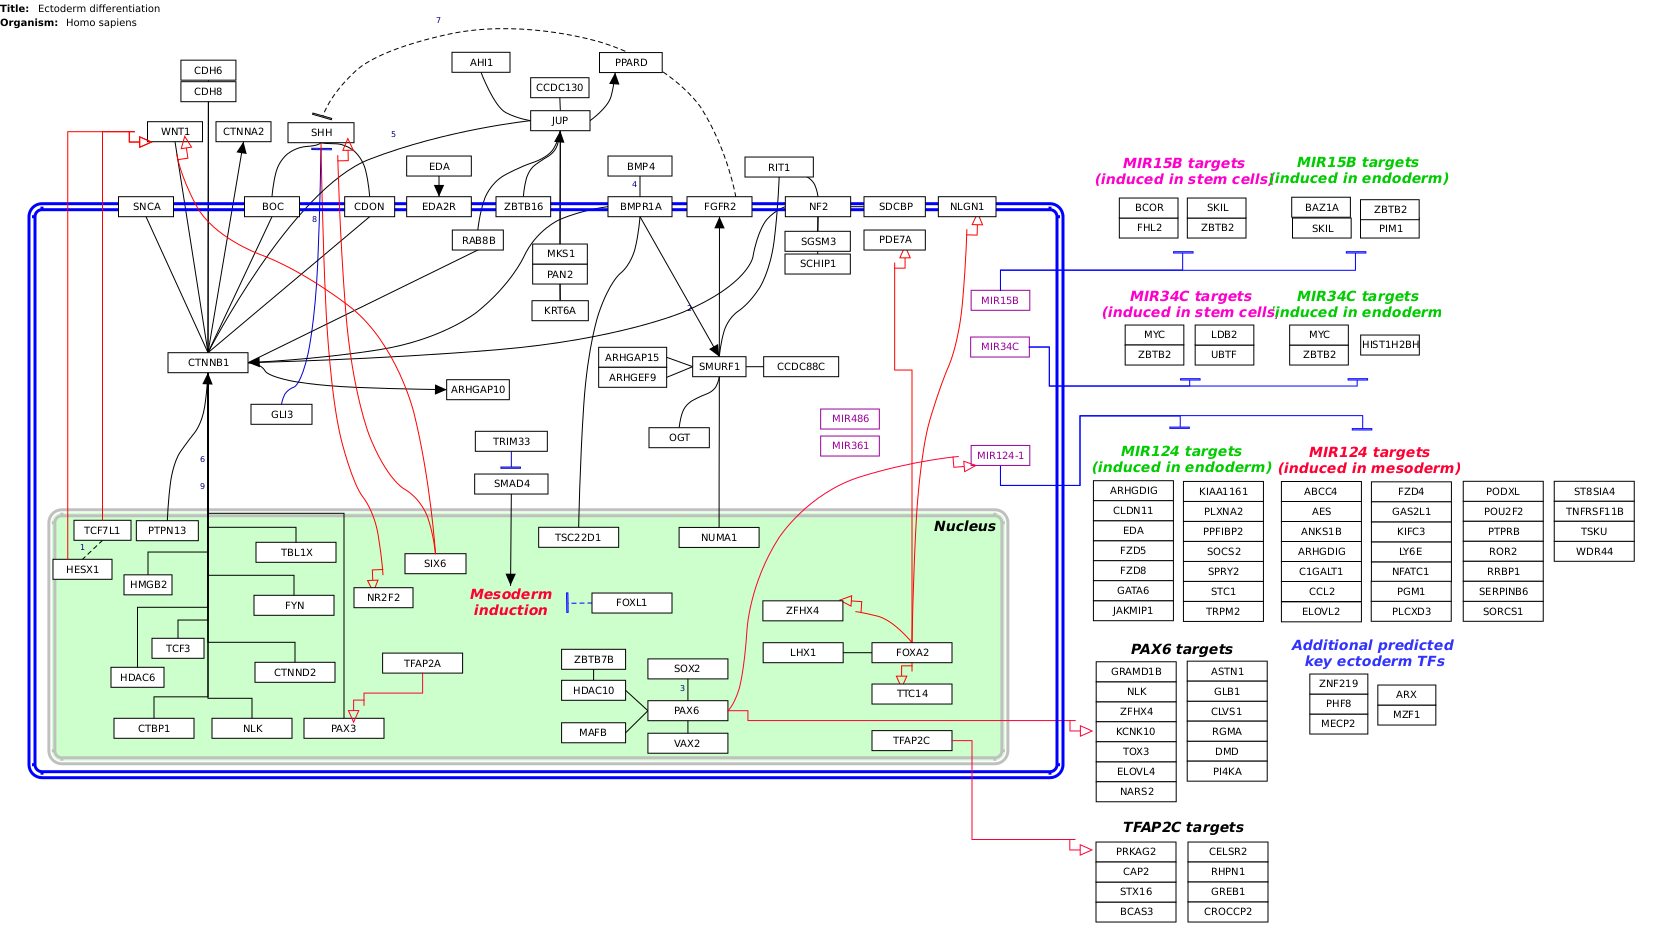 Title: Ectoderm differentiation
Organism: Homo sapiens
7
CDH6
CDH8
AHI1
PPARD
CCDC130
JUP
WNT1
CTNNA2
SHH
5
EDA
BMP4
RIT1
4
SNCA
BOC
CDON
EDA2R
ZBTB16
BMPR1A
FGFR2
NF2
SDCBP
NLGN1
8
RAB8B
MKS1
PAN2
KRT6A
SGSM3
SCHIP1
PDE7A
MIR15B
MIR34C
2
CTNNB1
ARHGAP10
GLI3
ARHGAP15
ARHGEF9
SMURF1
CCDC88C
OGT
MIR486
MIR361
MIR124-1
TRIM33
SMAD4
6
9
Nucleus
TCF7L1
PTPN13
1
HESX1
HMGB2
TBL1X
FYN
TCF3
HDAC6
CTNND2
CTBP1
NLK
PAX3
TFAP2A
NR2F2
SIX6
Mesoderm
induction
FOXL1
TSC22D1
NUMA1
ZBTB7B
HDAC10
MAFB
SOX2
3
PAX6
VAX2
ZFHX4
LHX1
FOXA2
TTC14
TFAP2C
MIR15B targets
(induced in stem cells)
BCOR
FHL2
SKIL
ZBTB2
MIR15B targets
(induced in endoderm)
BAZ1A
SKIL
ZBTB2
PIM1
MIR34C targets
(induced in stem cells)
MYC
ZBTB2
LDB2
UBTF
MIR34C targets
(induced in endoderm
MYC
ZBTB2
HIST1H2BH
MIR124 targets
(induced in endoderm)
ARHGDIG
CLDN11
EDA
FZD5
FZD8
GATA6
JAKMIP1
KIAA1161
PLXNA2
PPFIBP2
SOCS2
SPRY2
STC1
TRPM2
MIR124 targets
(induced in mesoderm)
ABCC4
AES
ANKS1B
ARHGDIG
C1GALT1
CCL2
ELOVL2
FZD4
GAS2L1
KIFC3
LY6E
NFATC1
PGM1
PLCXD3
PODXL
POU2F2
PTPRB
ROR2
RRBP1
SERPINB6
SORCS1
ST8SIA4
TNFRSF11B
TSKU
WDR44
PAX6 targets
GRAMD1B
NLK
ZFHX4
KCNK10
TOX3
ELOVL4
NARS2
ASTN1
GLB1
CLVS1
RGMA
DMD
PI4KA
Additional predicted
key ectoderm TFs
ZNF219
PHF8
MECP2
ARX
MZF1
TFAP2C targets
PRKAG2
CAP2
STX16
BCAS3
CELSR2
RHPN1
GREB1
CROCCP2